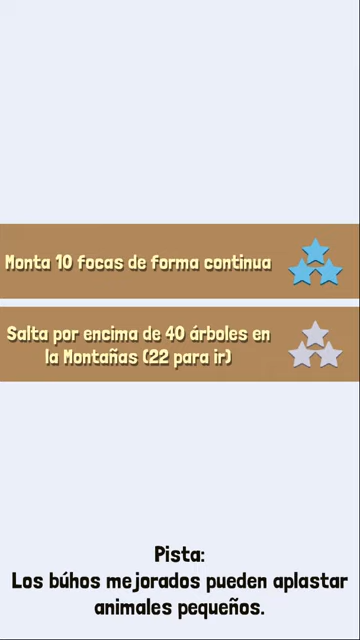 Monta 10 focas de forma continua
Salta por encima de 40 árboles en
la Montañas (22 para ir)
Pista:
Los búhos mejorados pueden aplastar
animales pequeños.